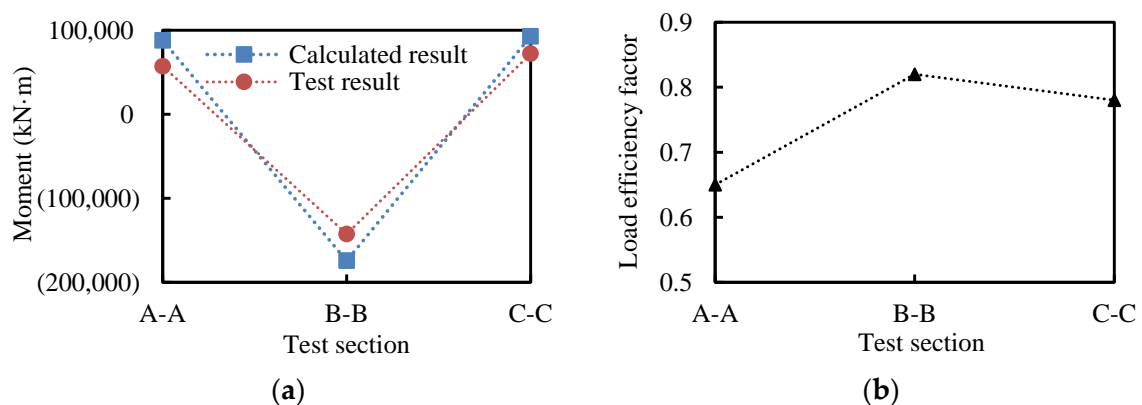 Moment (kN·m)
100,000
0
(100,000)
(200,000)
Calculated result
Test result
A-A
B-B
C-C
Test section
(a)
Load efficiency factor
0.9
0.8
0.7
0.6
0.5
A-A
B-B
C-C
Test section
(b)